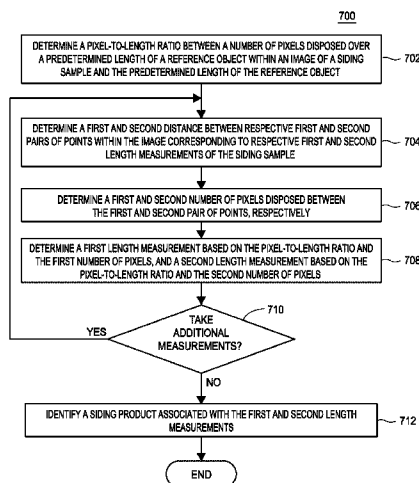 700
DETERMINE A PIXEL-TO-LENGTH RATIO BETWEEN A NUMBER OF PIXELS DISPOSED OVER
A PREDETERMINED LENGTH OF A REFERENCE OBJECT WITHIN AN IMAGE OF A SIDING
SAMPLE AND THE PREDETERMINED LENGTH OF THE REFERENCE OBJECT
702
DETERMINE A FIRST AND SECOND DISTANCE BETWEEN RESPECTIVE FIRST AND SECOND
PAIRS OF POINTS WITHIN THE IMAGE CORRESPONDING TO RESPECTIVE FIRST AND SECOND
LENGTH MEASUREMENTS OF THE SIDING SAMPLE
704
DETERMINE A FIRST AND SECOND NUMBER OF PIXELS DISPOSED BETWEEN
THE FIRST AND SECOND PAIR OF POINTS, RESPECTIVELY
706
DETERMINE A FIRST LENGTH MEASUREMENT BASED ON THE PIXEL-TO-LENGTH RATIO AND
THE FIRST NUMBER OF PIXELS, AND A SECOND LENGTH MEASUREMENT BASED ON THE
PIXEL-TO-LENGTH RATIO AND THE SECOND NUMBER OF PIXELS
708
710
TAKE
ADDITIONAL
MEASUREMENTS?
YES
NO
IDENTIFY A SIDING PRODUCT ASSOCIATED WITH THE FIRST AND SECOND LENGTH
MEASUREMENTS
712
END